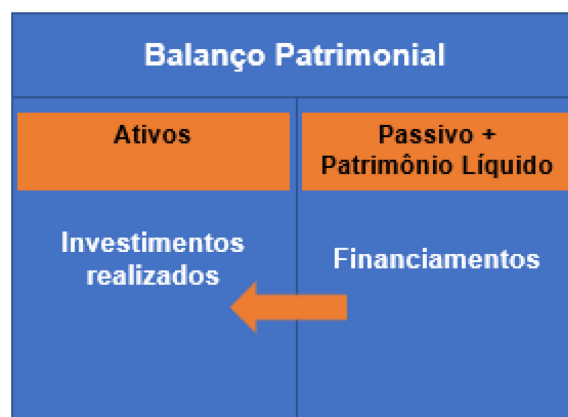 Balanço Patrimonial
Ativos
Passivo +
Patrimônio Líquido
Investimentos
realizados
Financiamentos